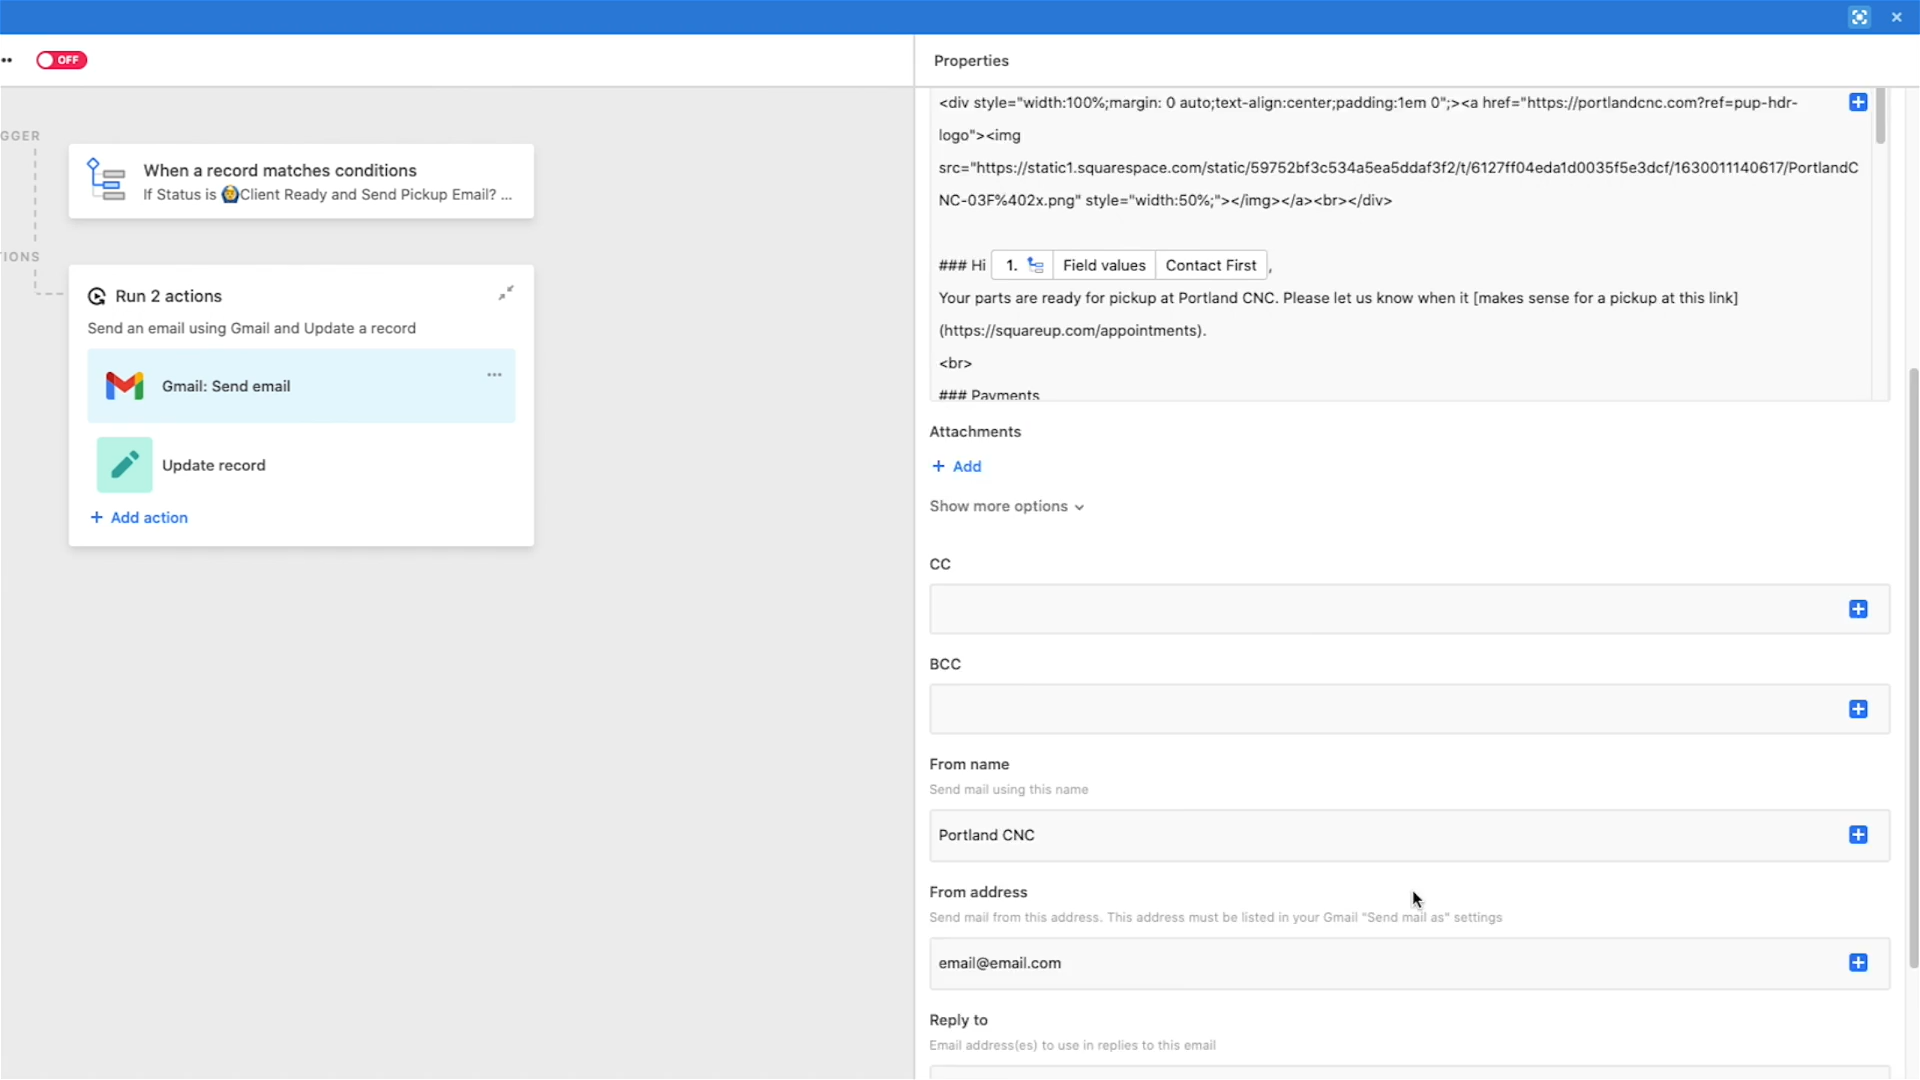 OFF
Properties
GGER
When a record matches conditions
If Status is 🙆‍♂️Client Ready and Send Pickup Email? ...
IONS
Run 2 actions
Send an email using Gmail and Update a record
Gmail: Send email
Update record
+ Add action
<div style="width:100%;margin: 0 auto;text-align:center;padding:1em 0";><a href="https://portlandcnc.com?ref=pup-hdr-
logo"><img
src="https://static1.squarespace.com/static/59752bf3c534a5ea5ddaf3f2/t/6127ff04eda1d0035f5e3dcf/1630011140617/PortlandC
NC-03F%402x.png" style="width:50%;"></img></a><br></div>
### Hi 1. Field values Contact First ,
Your parts are ready for pickup at Portland CNC. Please let us know when it [makes sense for a pickup at this link]
(https://squareup.com/appointments).
<br>
### Payments
Attachments
+ Add
Show more options
CC
BCC
From name
Send mail using this name
Portland CNC
From address
Send mail from this address. This address must be listed in your Gmail "Send mail as" settings
email@email.com
Reply to
Email address(es) to use in replies to this email